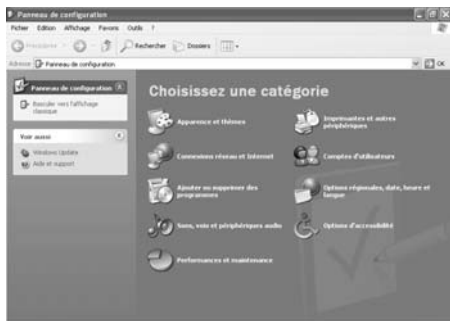 Panneau de configuration
Fichier Edition Affichage Favoris Outils ?
Précédente Rechercher Dossiers
Adresse Panneau de configuration OK
Panneau de configuration
Basculer vers l'affichage
classique
Voir aussi
Windows Update
Aide et support
Choisissez une catégorie
Apparence et thèmes
Imprimantes et autres
périphériques
Connexions réseau et Internet
Comptes d'utilisateurs
Ajouter ou supprimer des
programmes
Options régionales, date, heure et
langue
Sons, voix et périphériques audio
Options d'accessibilité
Performances et maintenance